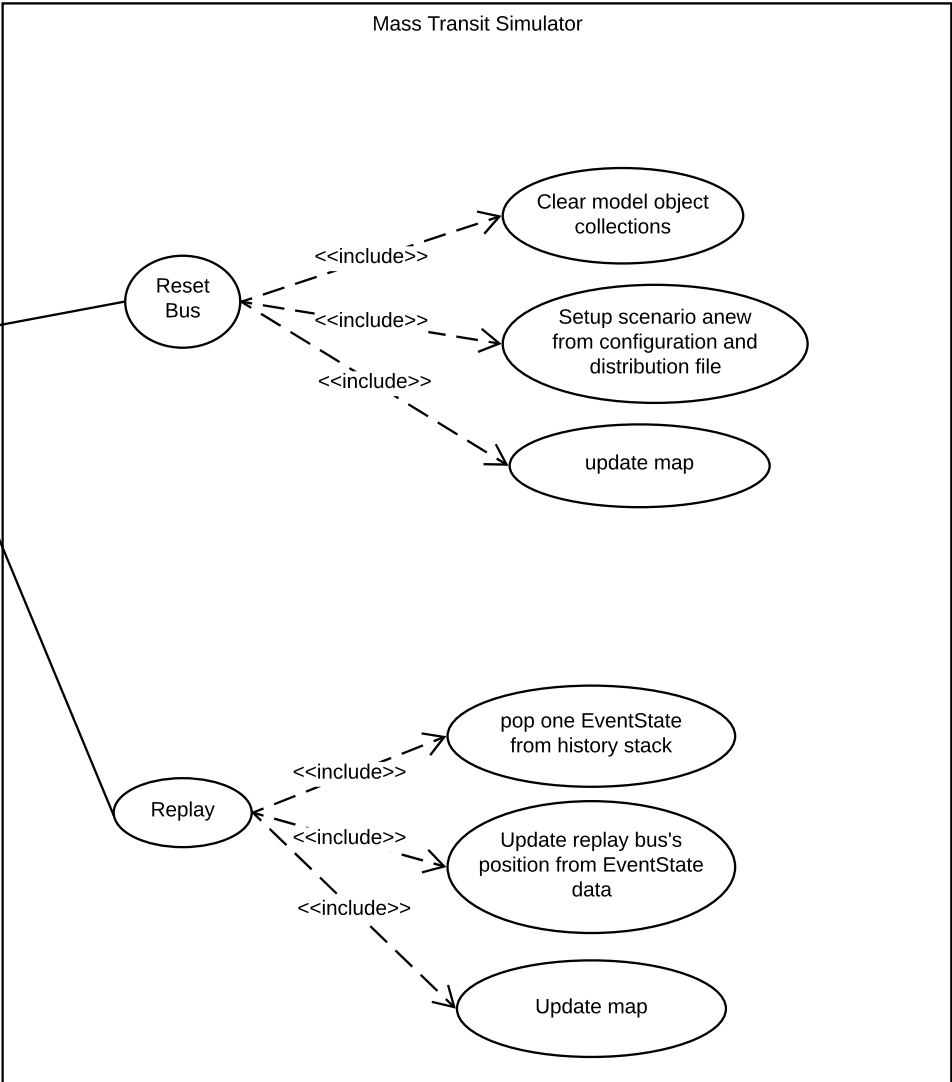 Mass Transit Simulator
Clear model object
collections
<<include>>
Reset
Bus
<<include>>
Setup scenario anew
from configuration and
distribution file
<<include>>
update map
pop one EventState
from history stack
<<include>>
Replay
<<include>>
Update replay bus's
position from EventState
data
<<include>>
Update map